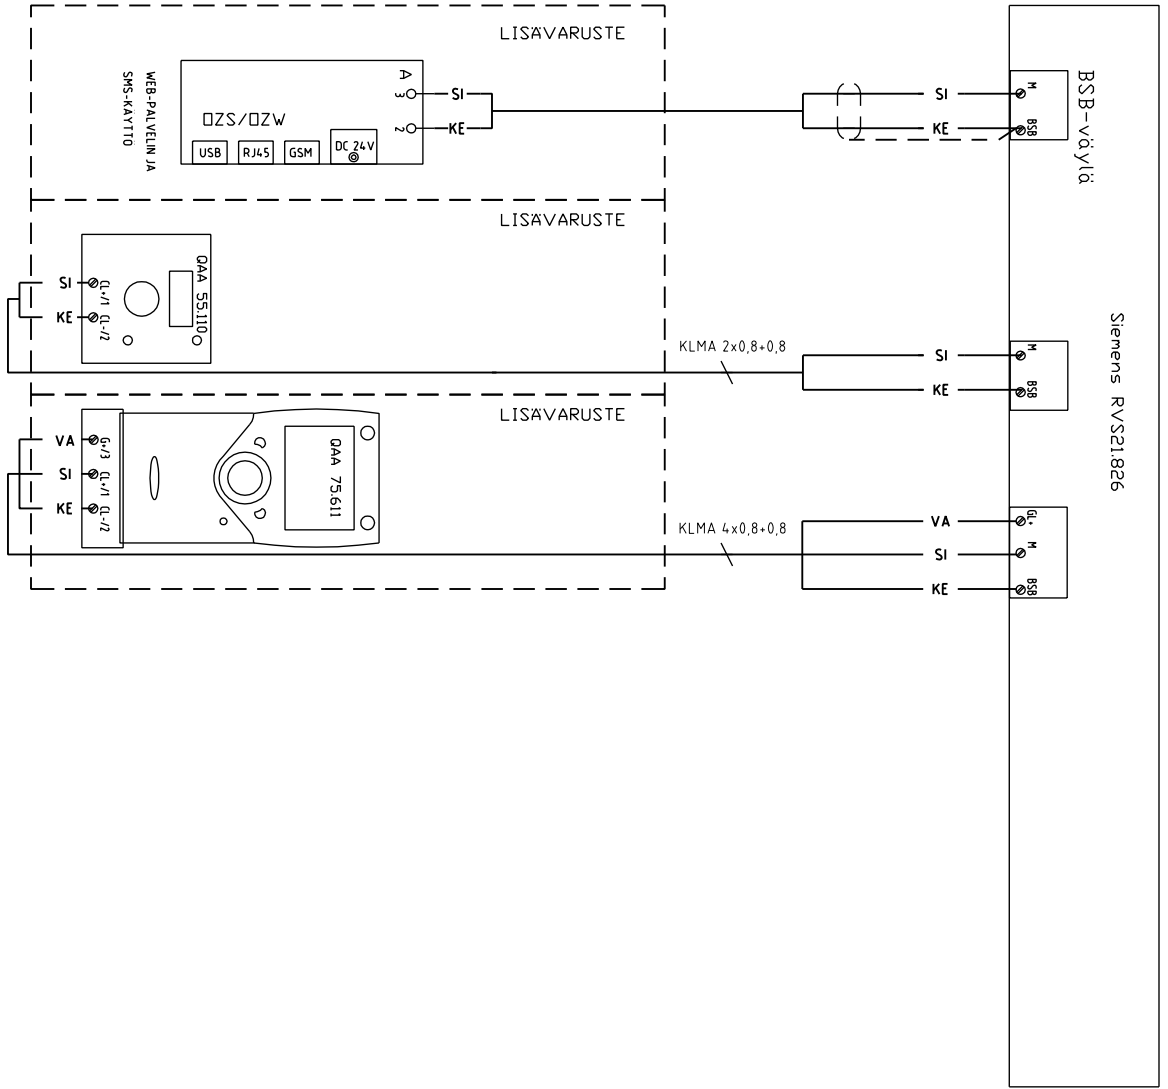 LISÄVARUSTE
WEB-PALVELIN JA
SMS-KÄYTTÖ
OZS/OZW
USB
RJ45
GSM
DC 24V
A
3
2
SI
KE
SI
KE
M
BSB
BSB-väylä
LISÄVARUSTE
SI
KE
CL+/1
CL-/2
QAA 55.110
KLMA 2x0,8+0,8
SI
KE
M
BSB
Siemens RVS21.826
LISÄVARUSTE
VA
SI
KE
G+/3
CL+/1
CL-/2
QAA 75.611
KLMA 4x0,8+0,8
VA
SI
KE
GL+
M
BSB